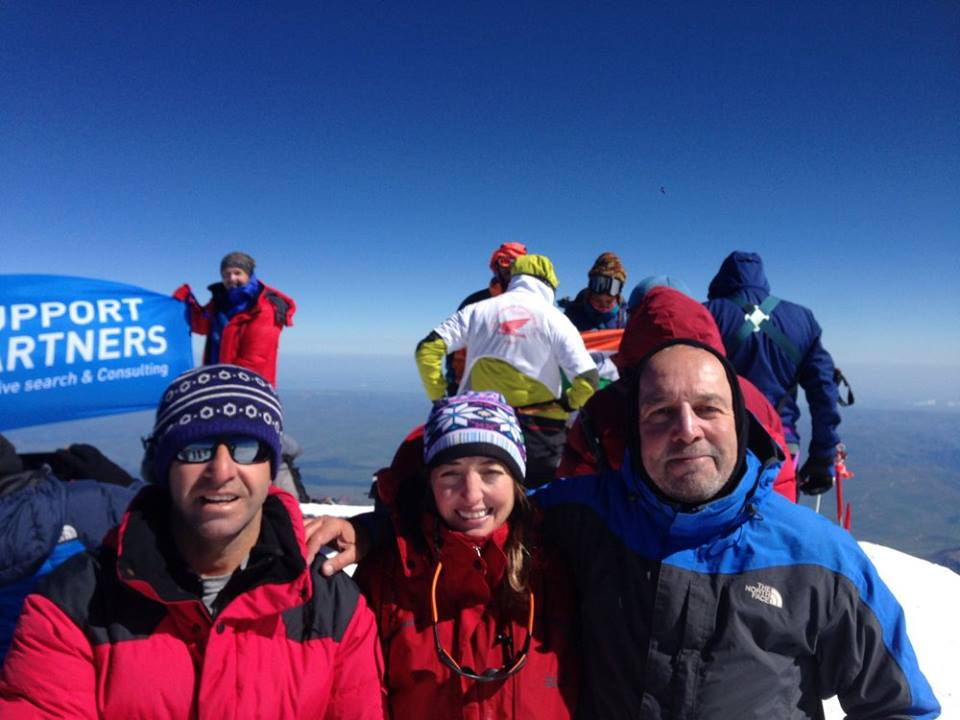 UPPORT
ARTNERS
ive search & Consulting
THE
NORTH
FACE